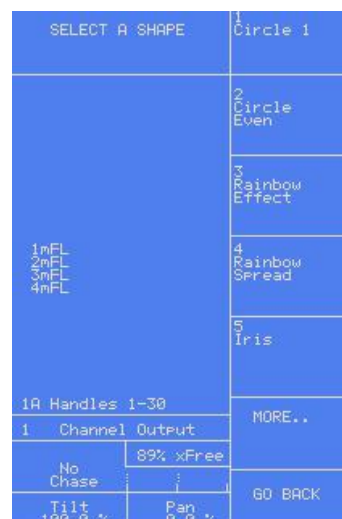 SELECT A SHAPE
1
Circle 1
2
Circle
Even
3
Rainbow
Effect
4
Rainbow
Spread
5
Iris
MORE..
GO BACK
1mFL
2mFL
3mFL
4mFL
1A Handles 1-30
1 Channel Output
89% xFree
No
Chase
Tilt
Pan